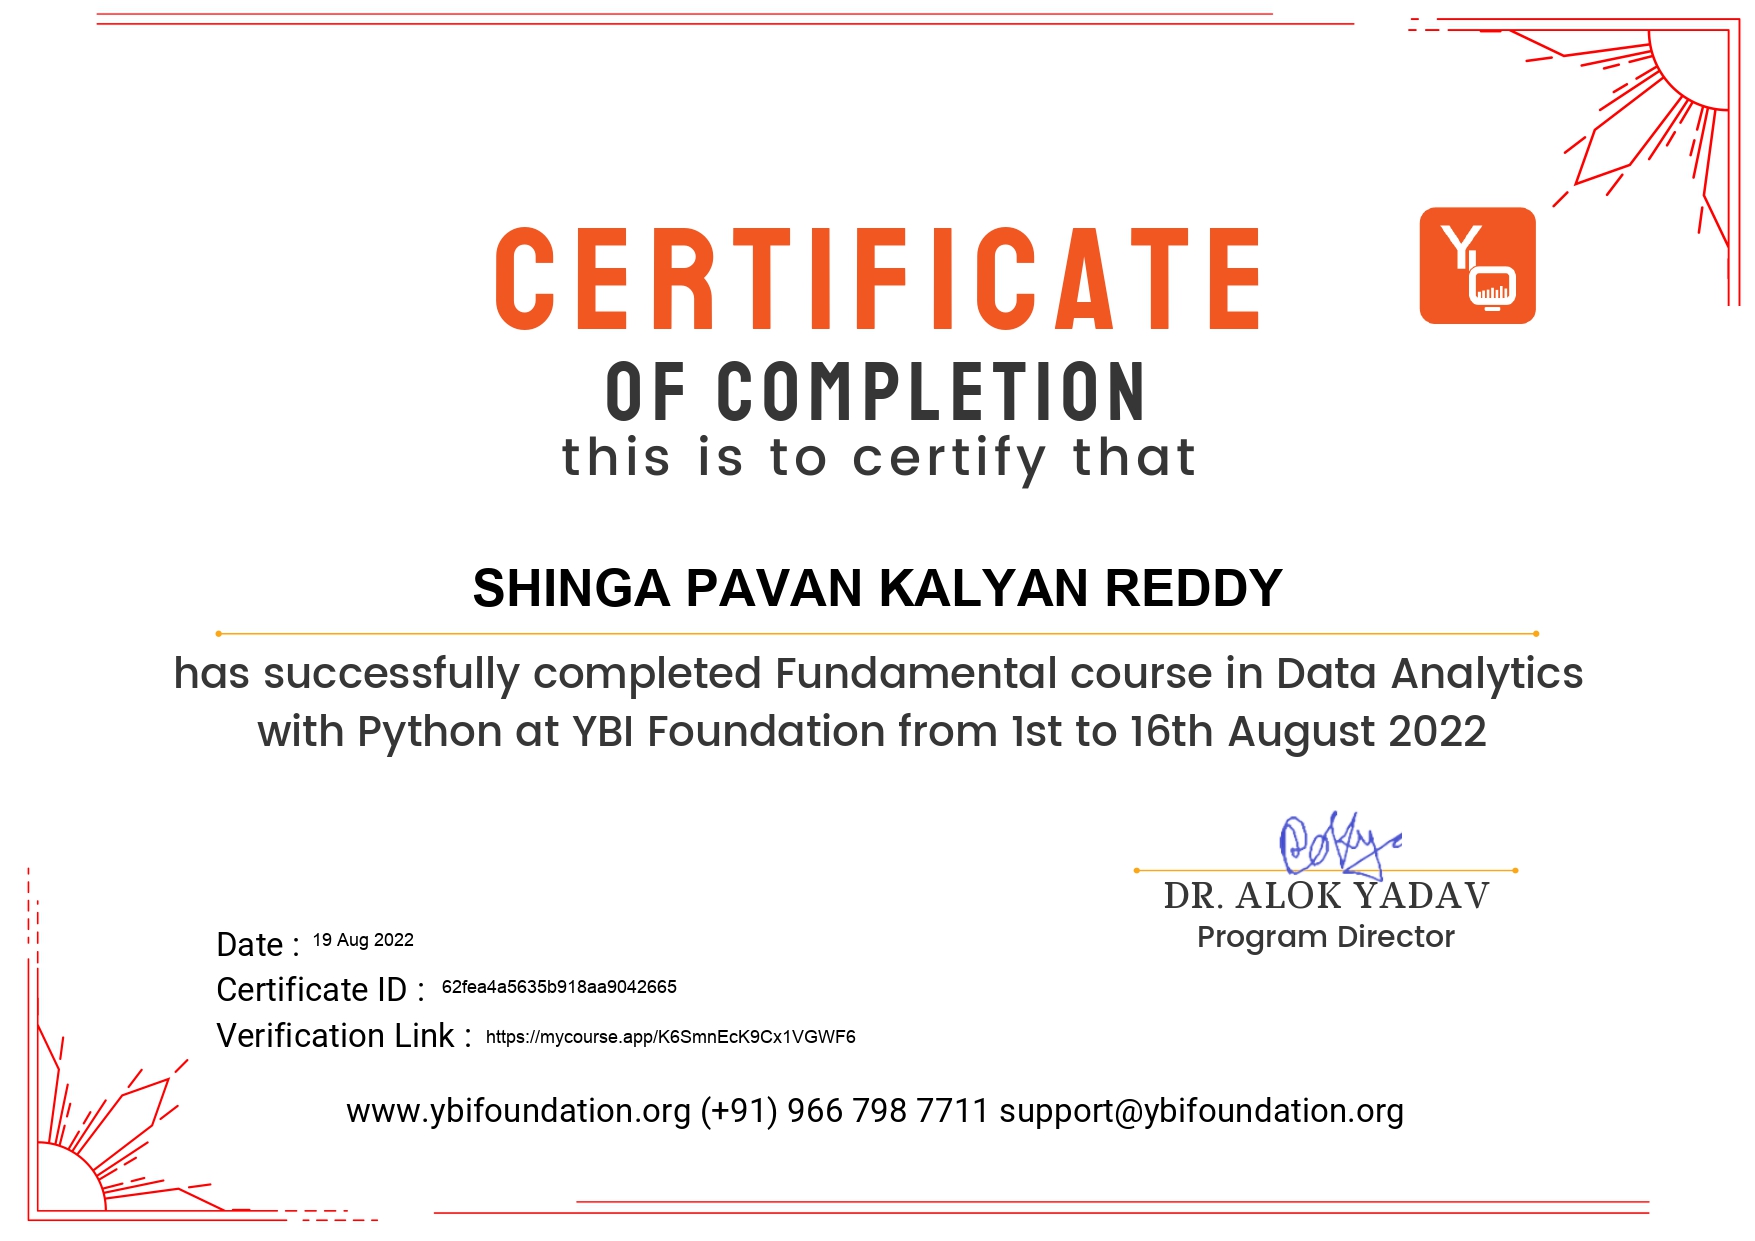 CERTIFICATE
OF COMPLETION
this is to certify that
SHINGA PAVAN KALYAN REDDY
has successfully completed Fundamental course in Data Analytics
with Python at YBI Foundation from 1st to 16th August 2022
DR. ALOK YADAV
Program Director
Date : 19 Aug 2022
Certificate ID : 62fea4a5635b918aa9042665
Verification Link : https://mycourse.app/K6SmnEcK9Cx1VGWF6
www.ybifoundation.org (+91) 966 798 7711 support@ybifoundation.org